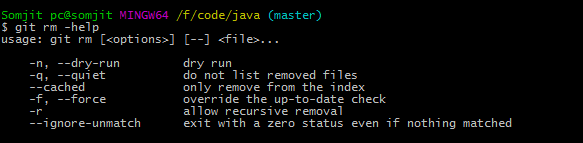 Somjit pc@somjit MINGW64 /f/code/java (master)
$ git rm -help
usage: git rm [<options>] [--] <file>...
-n, --dry-run dry run
-q, --quiet do not list removed files
--cached only remove from the index
-f, --force override the up-to-date check
-r allow recursive removal
--ignore-unmatch exit with a zero status even if nothing matched